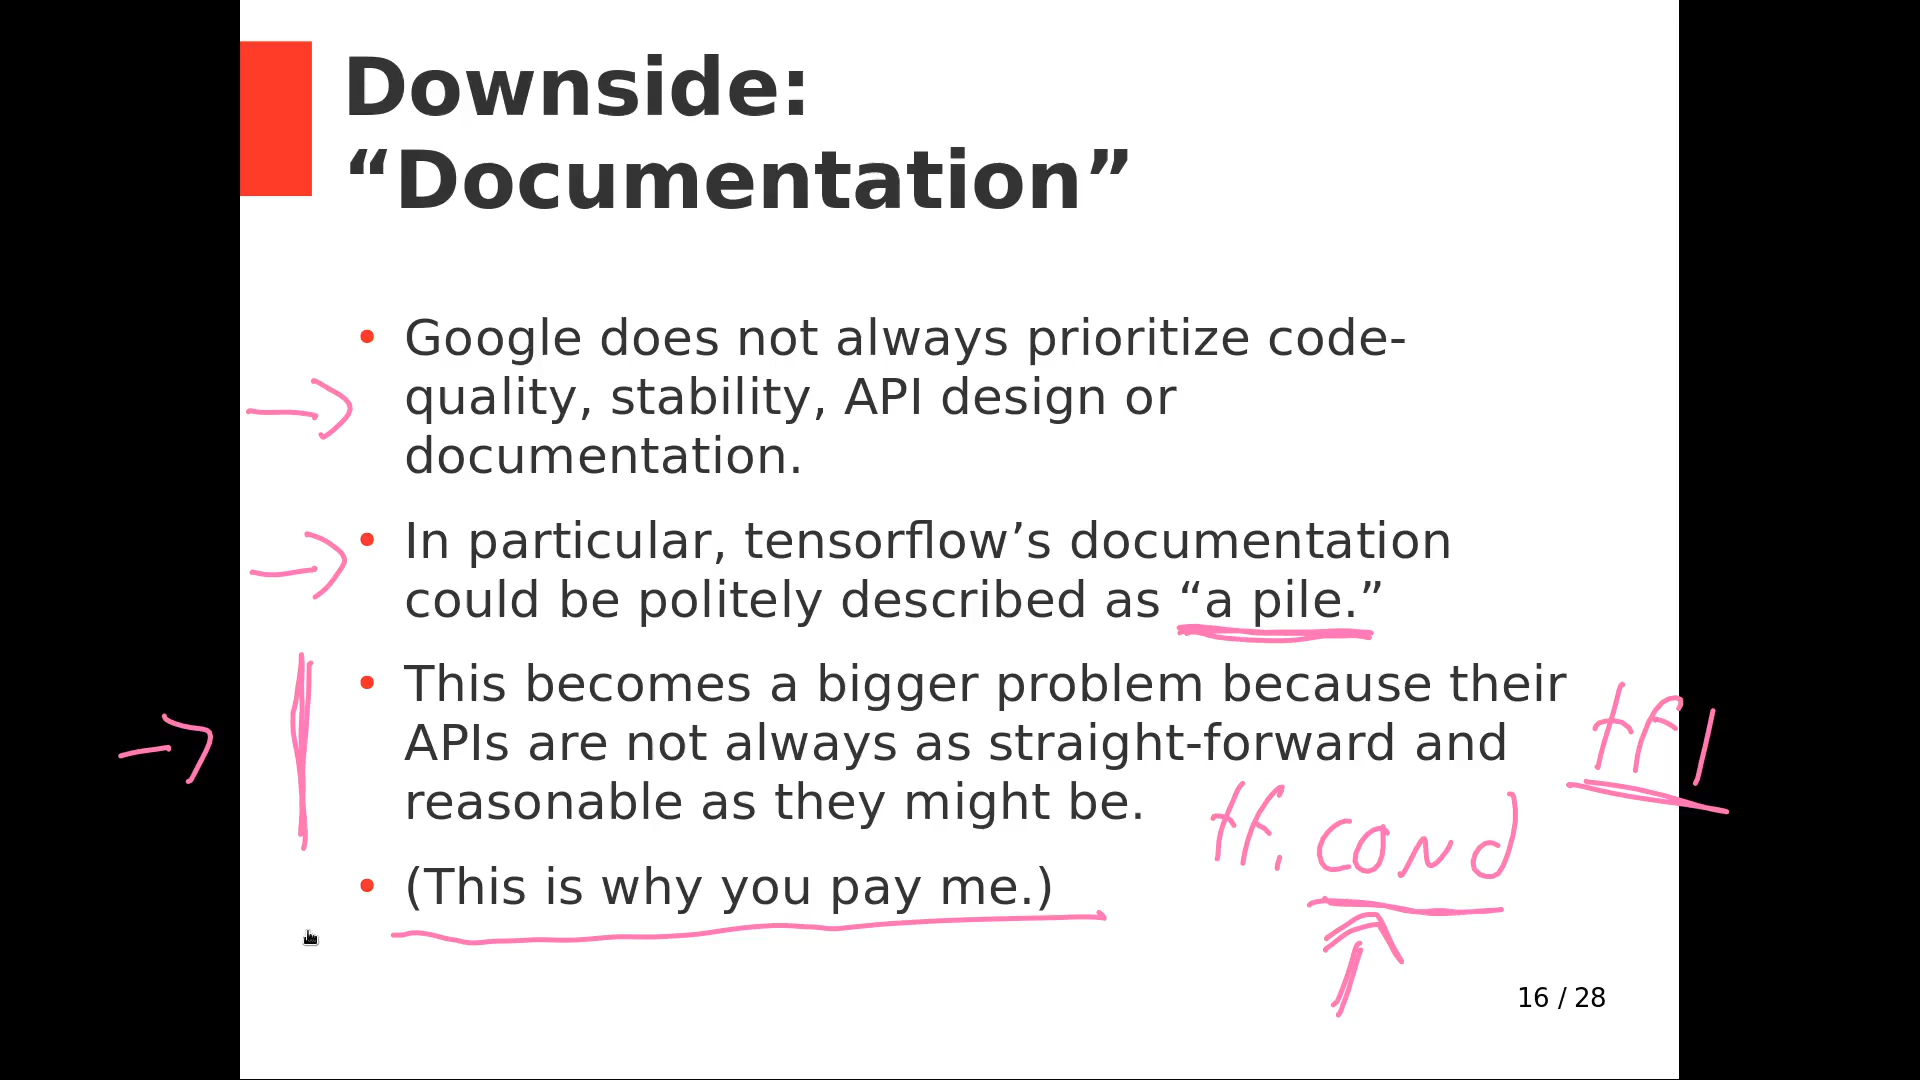 Downside:
“Documentation”
• Google does not always prioritize code-
quality, stability, API design or
documentation.
• In particular, tensorflow’s documentation
could be politely described as “a pile.”
• This becomes a bigger problem because their
APIs are not always as straight-forward and
reasonable as they might be.
tf1
tf.cond
• (This is why you pay me.)
16 / 28